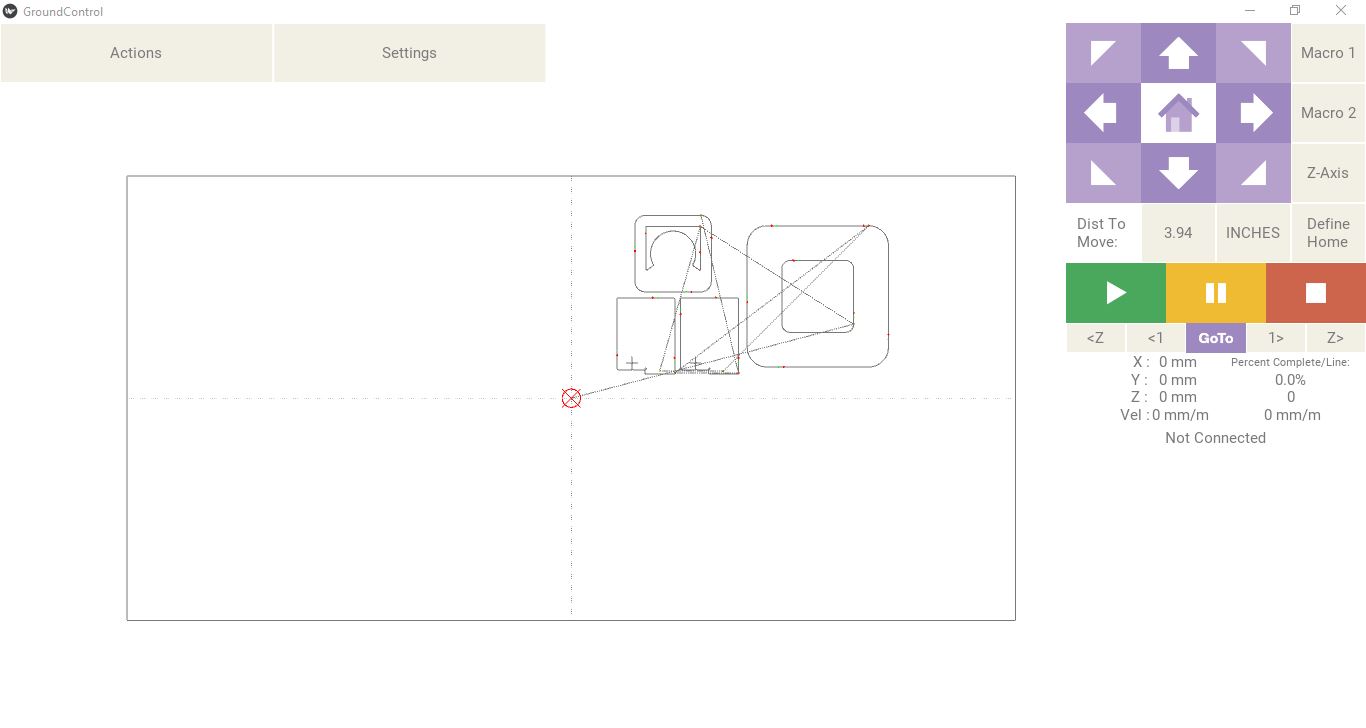 GroundControl
Actions
Settings
Macro 1
Macro 2
Z-Axis
Dist To
Move:
3.94
INCHES
Define
Home
<Z
<1
GoTo
1>
Z>
X : 0 mm
Percent Complete/Line:
Y : 0 mm
0.0%
Z : 0 mm
0
Vel : 0 mm/m
0 mm/m
Not Connected